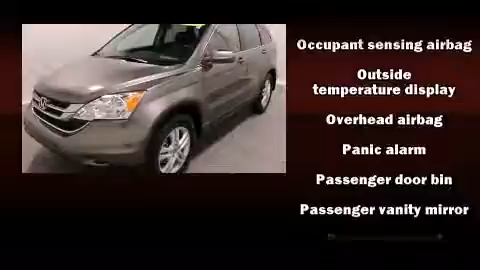 Occupant sensing airbag
Outside
temperature display
Overhead airbag
Panic alarm
Passenger door bin
Passenger vanity mirror